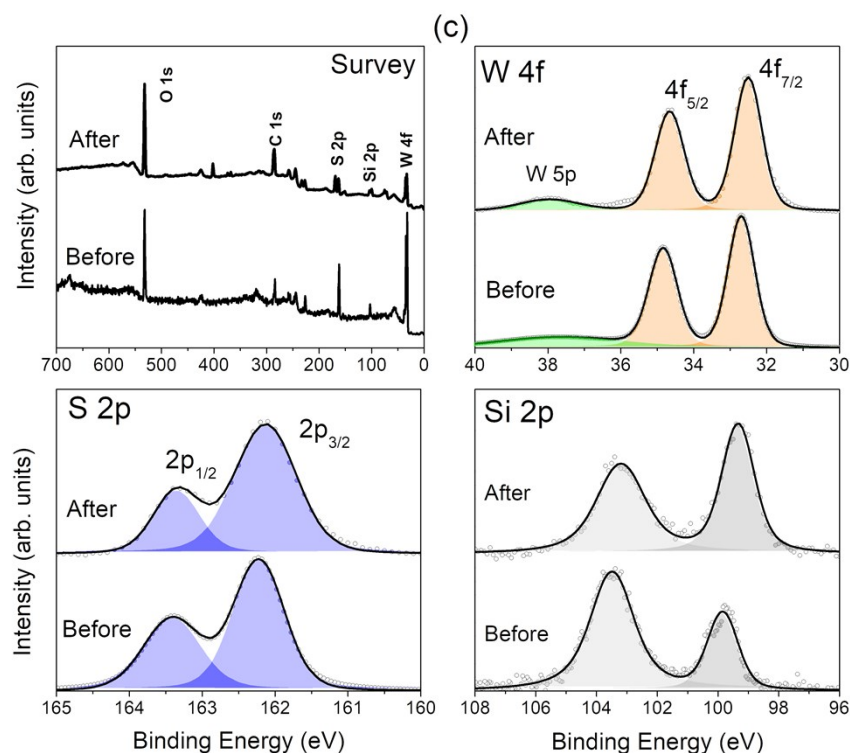 (c)
Survey
O 1s
C 1s
S 2p
Si 2p
W 4f
After
Before
Intensity (arb. units)
700 600 500 400 300 200 100 0
W 4f
4f5/2
4f7/2
After
W 5p
Before
40 38 36 34 32 30
S 2p
2p1/2
2p3/2
After
Before
Intensity (arb. units)
165 164 163 162 161 160
Binding Energy (eV)
Si 2p
After
Before
108 106 104 102 100 98 96
Binding Energy (eV)